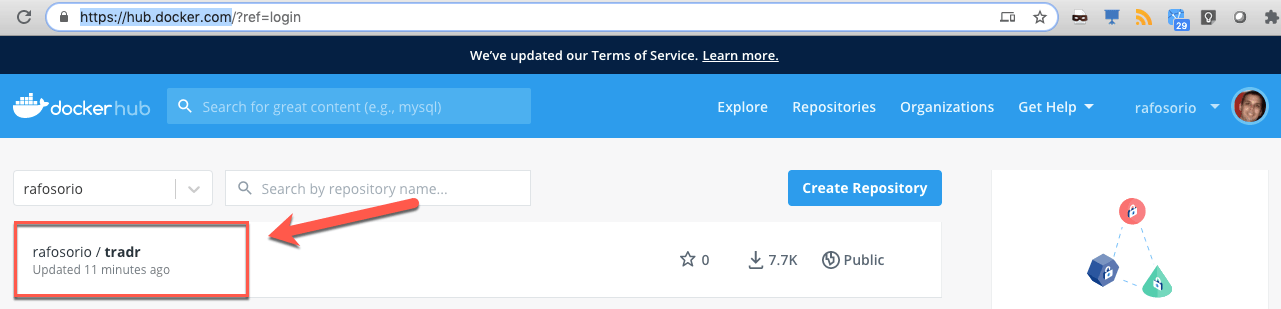 https://hub.docker.com/?ref=login
29
We've updated our Terms of Service. Learn more.
dockerhub
Search for great content (e.g., mysql)
Explore
Repositories
Organizations
Get Help
rafosorio
rafosorio
Search by repository name...
Create Repository
rafosorio / tradr
Updated 11 minutes ago
0
7.7K
Public